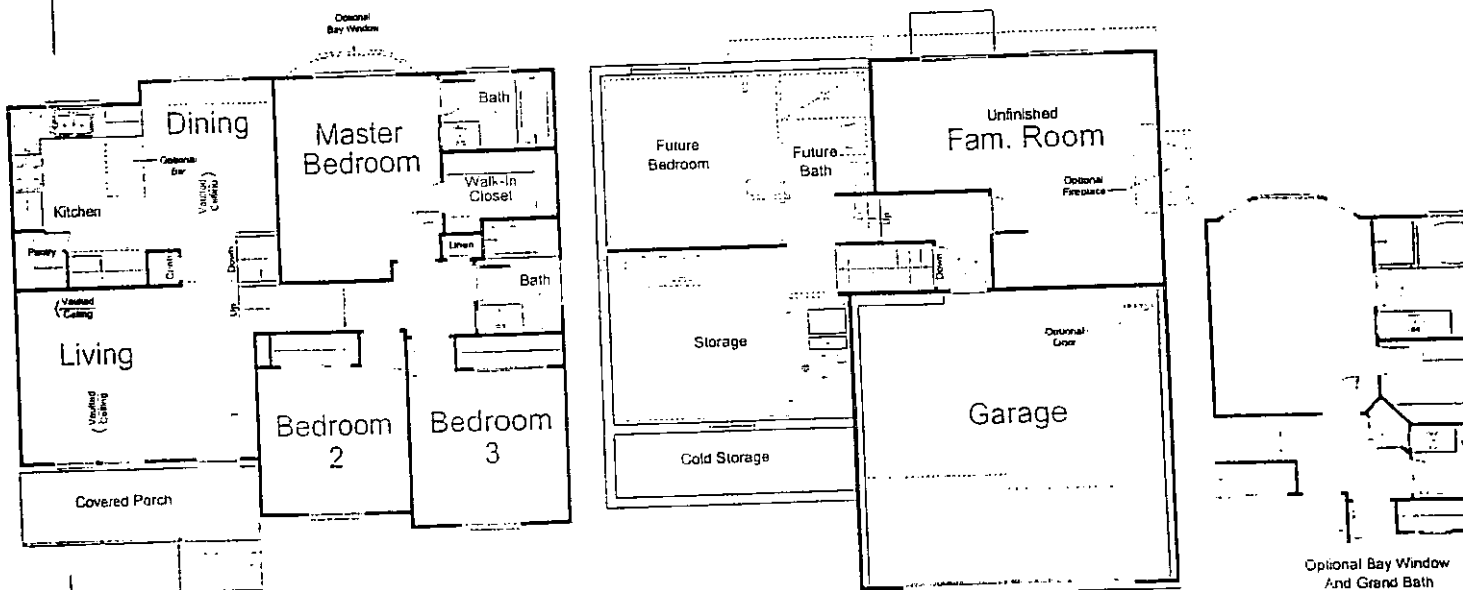 Optional
Bay Window
Bath
Dining
Master
Bedroom
Optional
Bar
Vaulted
Ceiling
Walk-In
Closet
Kitchen
Linen
Pantry
Down
Bath
Vaulted
Ceiling
Up
Living
Vaulted
Ceiling
Bedroom
2
Bedroom
3
Covered Porch
Unfinished
Fam. Room
Future
Bedroom
Future
Bath
Optional
Fireplace
Up
Down
Storage
Optional
Door
Garage
Cold Storage
Optional Bay Window
And Grand Bath